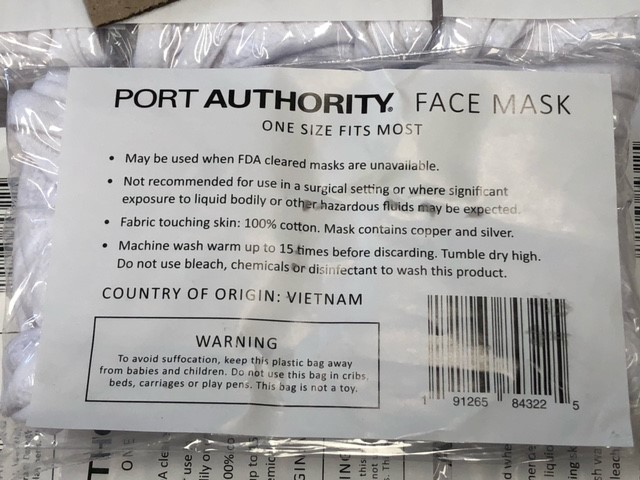 PORT AUTHORITY® FACE MASK
ONE SIZE FITS MOST
• May be used when FDA cleared masks are unavailable.
• Not recommended for use in a surgical setting or where significant
exposure to liquid bodily or other hazardous fluids may be expected.
• Fabric touching skin: 100% cotton. Mask contains copper and silver.
• Machine wash warm up to 15 times before discarding. Tumble dry high.
Do not use bleach, chemicals or disinfectant to wash this product.
COUNTRY OF ORIGIN: VIETNAM
WARNING
To avoid suffocation, keep this plastic bag away
from babies and children. Do not use this bag in cribs,
beds, carriages or play pens. This bag is not a toy.
1 91265 84322 5